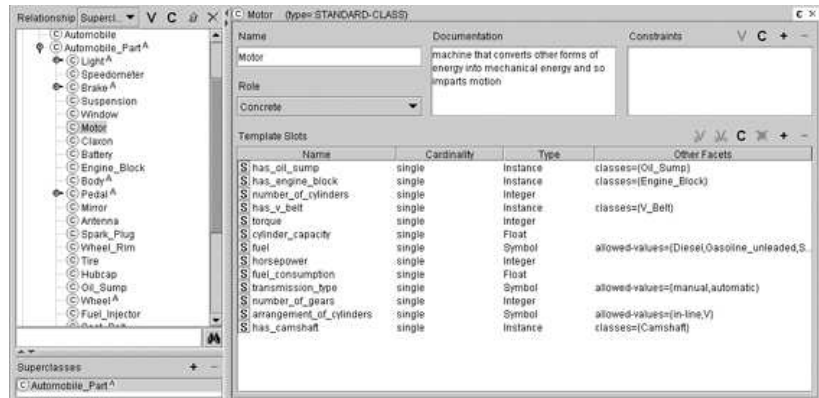 Relationship Supercl... V C
Automobile
Automobile_Part A
Light A
Speedometer
Brake A
Suspension
Window
Motor
Claxon
Battery
Engine_Block
Body A
Pedal A
Mirror
Antenna
Spark_Plug
Wheel_Rim
Tire
Hubcap
Oil_Sump
Wheel A
Fuel_Injector
Superclasses + -
C Automobile_Part A
C Motor (type=STANDARD-CLASS) C ×
Name
Motor
Role
Concrete
Documentation
machine that converts other forms of
energy into mechanical energy and so
imparts motion
Constraints V C + -
Template Slots C + -
Name Cardinality Type Other Facets
S has_oil_sump single Instance classes={Oil_Sump}
S has_engine_block single Instance classes={Engine_Block}
S number_of_cylinders single Integer
S has_v_belt single Instance classes={V_Belt}
S torque single Integer
S cylinder_capacity single Float
S fuel single Symbol allowed-values={Diesel,Gasoline_unleaded,S...
S horsepower single Integer
S fuel_consumption single Float
S transmission_type single Symbol allowed-values={manual,automatic}
S number_of_gears single Integer
S arrangement_of_cylinders single Symbol allowed-values={in-line,V}
S has_camshaft single Instance classes={Camshaft}